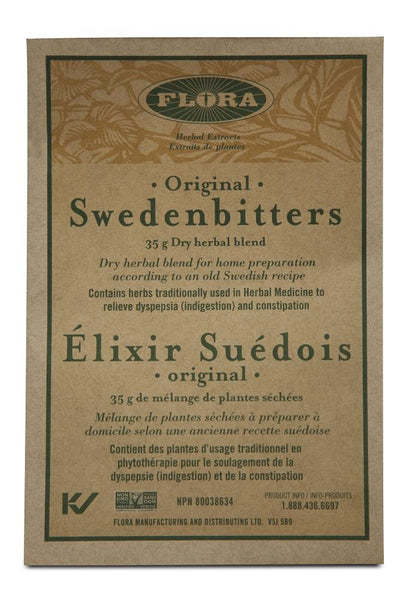 FLORA
Herbal Extracts
Extraits de plantes
• Original •
Swedenbitters
35 g Dry herbal blend
Dry herbal blend for home preparation
according to an old Swedish recipe
Contains herbs traditionally used in Herbal Medicine to
relieve dyspepsia (indigestion) and constipation
Élixir Suédois
• original •
35 g de mélange de plantes séchées
Mélange de plantes séchées à préparer à
domicile selon une ancienne recette suédoise
Contient des plantes d'usage traditionnel en
phytothérapie pour le soulagement de la
dyspepsie (indigestion) et de la constipation
NPN 80038634
PRODUCT INFO / INFO-PRODUITS
1.888.436.6697
FLORA MANUFACTURING AND DISTRIBUTING LTD. V5J 5B9